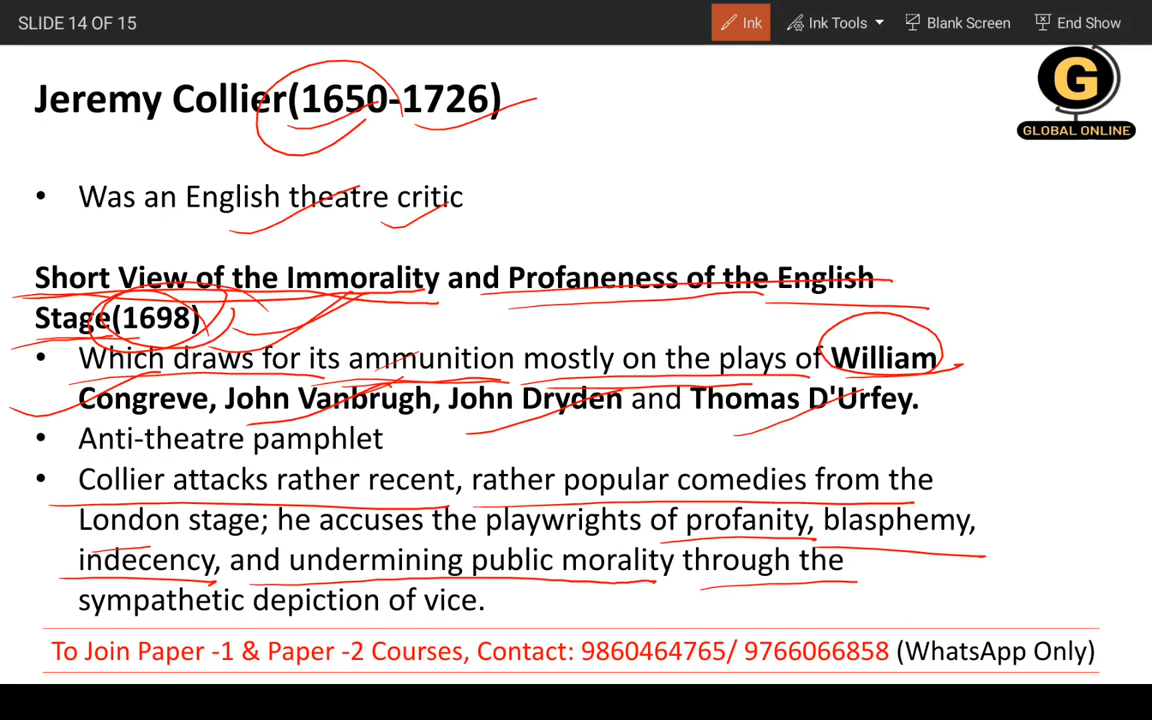 SLIDE 14 OF 15
Ink
Ink Tools
Blank Screen
End Show
Jeremy Collier(1650-1726)
G
GLOBAL ONLINE
• Was an English theatre critic
Short View of the Immorality and Profaneness of the English
Stage(1698)
• Which draws for its ammunition mostly on the plays of William
Congreve, John Vanbrugh, John Dryden and Thomas D'Urfey.
• Anti-theatre pamphlet
• Collier attacks rather recent, rather popular comedies from the
London stage; he accuses the playwrights of profanity, blasphemy,
indecency, and undermining public morality through the
sympathetic depiction of vice.
To Join Paper -1 & Paper -2 Courses, Contact: 9860464765/ 9766066858 (WhatsApp Only)